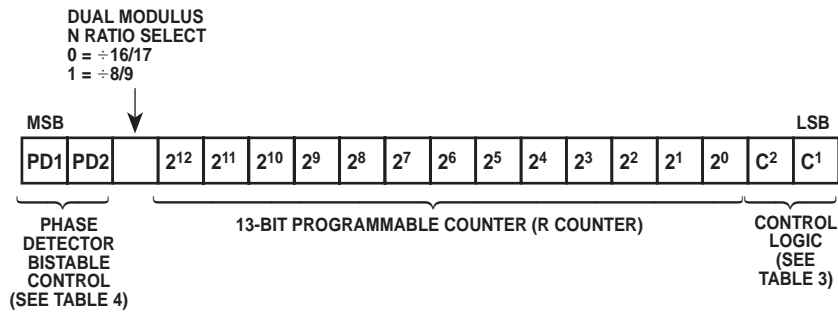 DUAL MODULUS
N RATIO SELECT
0 = ÷16/17
1 = ÷8/9
MSB
LSB
PD1 PD2 2¹² 2¹¹ 2¹⁰ 2⁹ 2⁸ 2⁷ 2⁶ 2⁵ 2⁴ 2³ 2² 2¹ 2⁰ C² C¹
PHASE
DETECTOR
BISTABLE
CONTROL
(SEE TABLE 4)
13-BIT PROGRAMMABLE COUNTER (R COUNTER)
CONTROL
LOGIC
(SEE
TABLE 3)